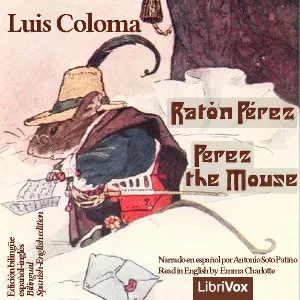 Luis Coloma
Ratón Pérez
Pérez
the Mouse
Narrado en español por Antonio Soto Patiño
Read in English by Emma Charlotte
LibriVox
Edición bilingüe
español-inglés
Bilingual
Spanish-English edition